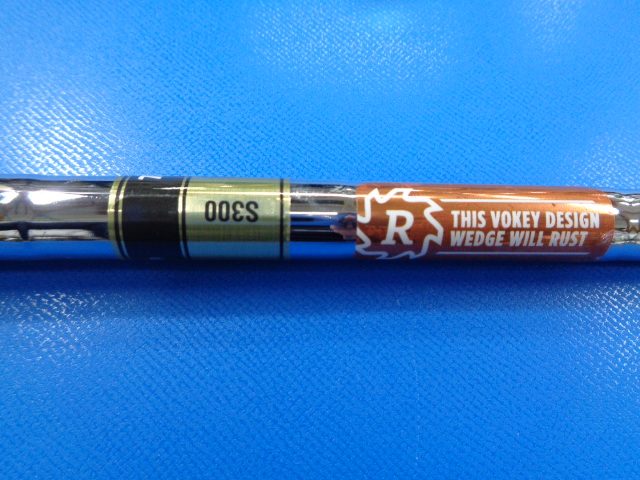 S300
R
THIS VOKEY DESIGN
WEDGE WILL RUST